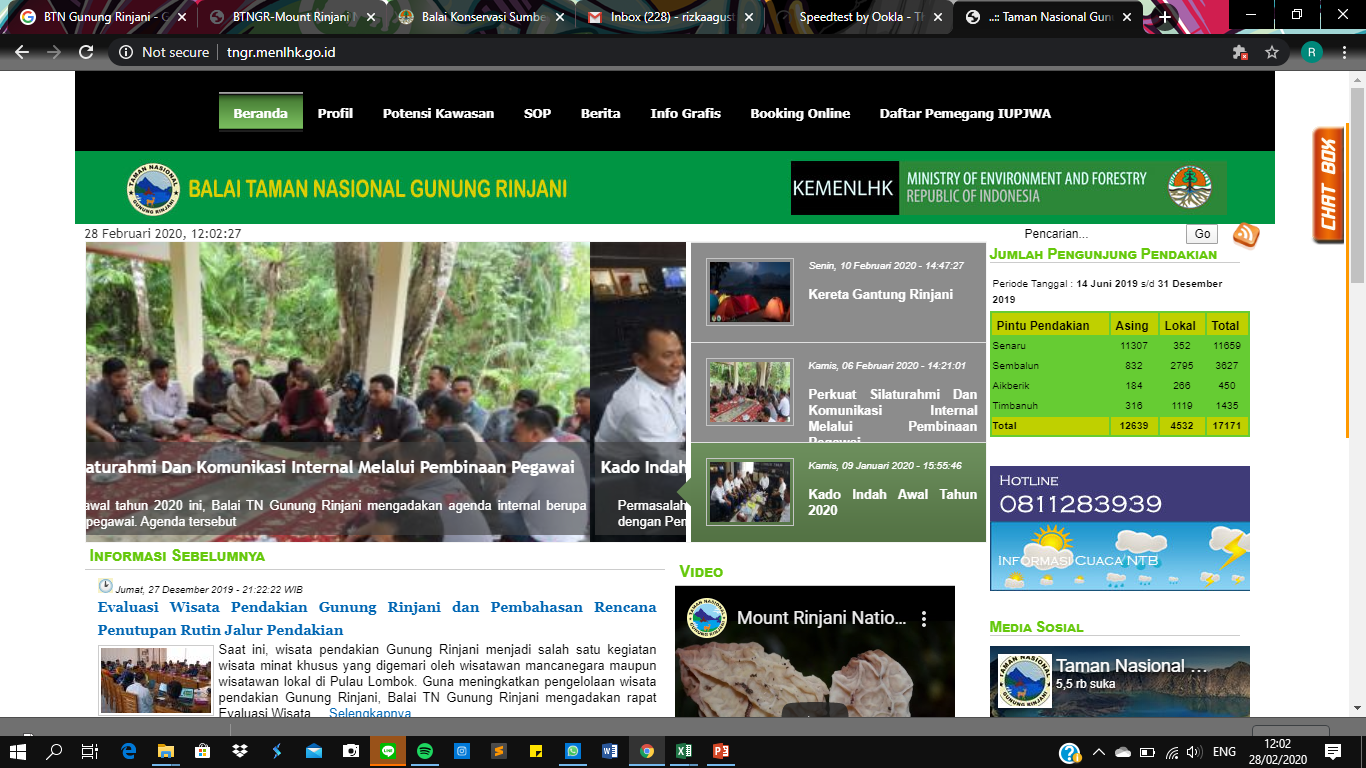 BTN Gunung Rinjani - G
BTNGR-Mount Rinjani N
Balai Konservasi Sumbe
Inbox (228) - rizkaagust
Speedtest by Ookla - Th
..:: Taman Nasional Gun
Not secure
tngr.menlhk.go.id
R
Beranda Profil Potensi Kawasan SOP Berita Info Grafis Booking Online Daftar Pemegang IUPJWA
TAMAN NASIONAL
GUNUNG RINJANI
BALAI TAMAN NASIONAL GUNUNG RINJANI
KEMENLHK
MINISTRY OF ENVIRONMENT AND FORESTRY
REPUBLIC OF INDONESIA
CHAT BOX
28 Februari 2020, 12:02:27
Pencarian...
Go
aturahmi Dan Komunikasi Internal Melalui Pembinaan Pegawai
awal tahun 2020 ini, Balai TN Gunung Rinjani mengadakan agenda internal berupa
pegawai. Agenda tersebut
Kado Indah
Permasalah
dengan Pem
Senin, 10 Februari 2020 - 14:47:27
Kereta Gantung Rinjani
Kamis, 06 Februari 2020 - 14:21:01
Perkuat Silaturahmi Dan
Komunikasi Internal
Melalui Pembinaan
Pegawai
Kamis, 09 Januari 2020 - 15:55:46
Kado Indah Awal Tahun
2020
Jumlah Pengunjung Pendakian
Periode Tanggal : 14 Juni 2019 s/d 31 Desember
2019
Pintu Pendakian Asing Lokal Total
Senaru 11307 352 11659
Sembalun 832 2795 3627
Aikberik 184 266 450
Timbanuh 316 1119 1435
Total 12639 4532 17171
Hotline
0811283939
Informasi Cuaca NTB
Informasi Sebelumnya
Jumat, 27 Desember 2019 - 21:22:22 WIB
Evaluasi Wisata Pendakian Gunung Rinjani dan Pembahasan Rencana
Penutupan Rutin Jalur Pendakian
Saat ini, wisata pendakian Gunung Rinjani menjadi salah satu kegiatan
wisata minat khusus yang digemari oleh wisatawan mancanegara maupun
wisatawan lokal di Pulau Lombok. Guna meningkatkan pengelolaan wisata
pendakian Gunung Rinjani, Balai TN Gunung Rinjani mengadakan rapat
Evaluasi Wisata ... Selengkapnya
Video
Mount Rinjani Natio...
Media Sosial
Taman Nasional ...
5,5 rb suka
ENG
12:02
28/02/2020